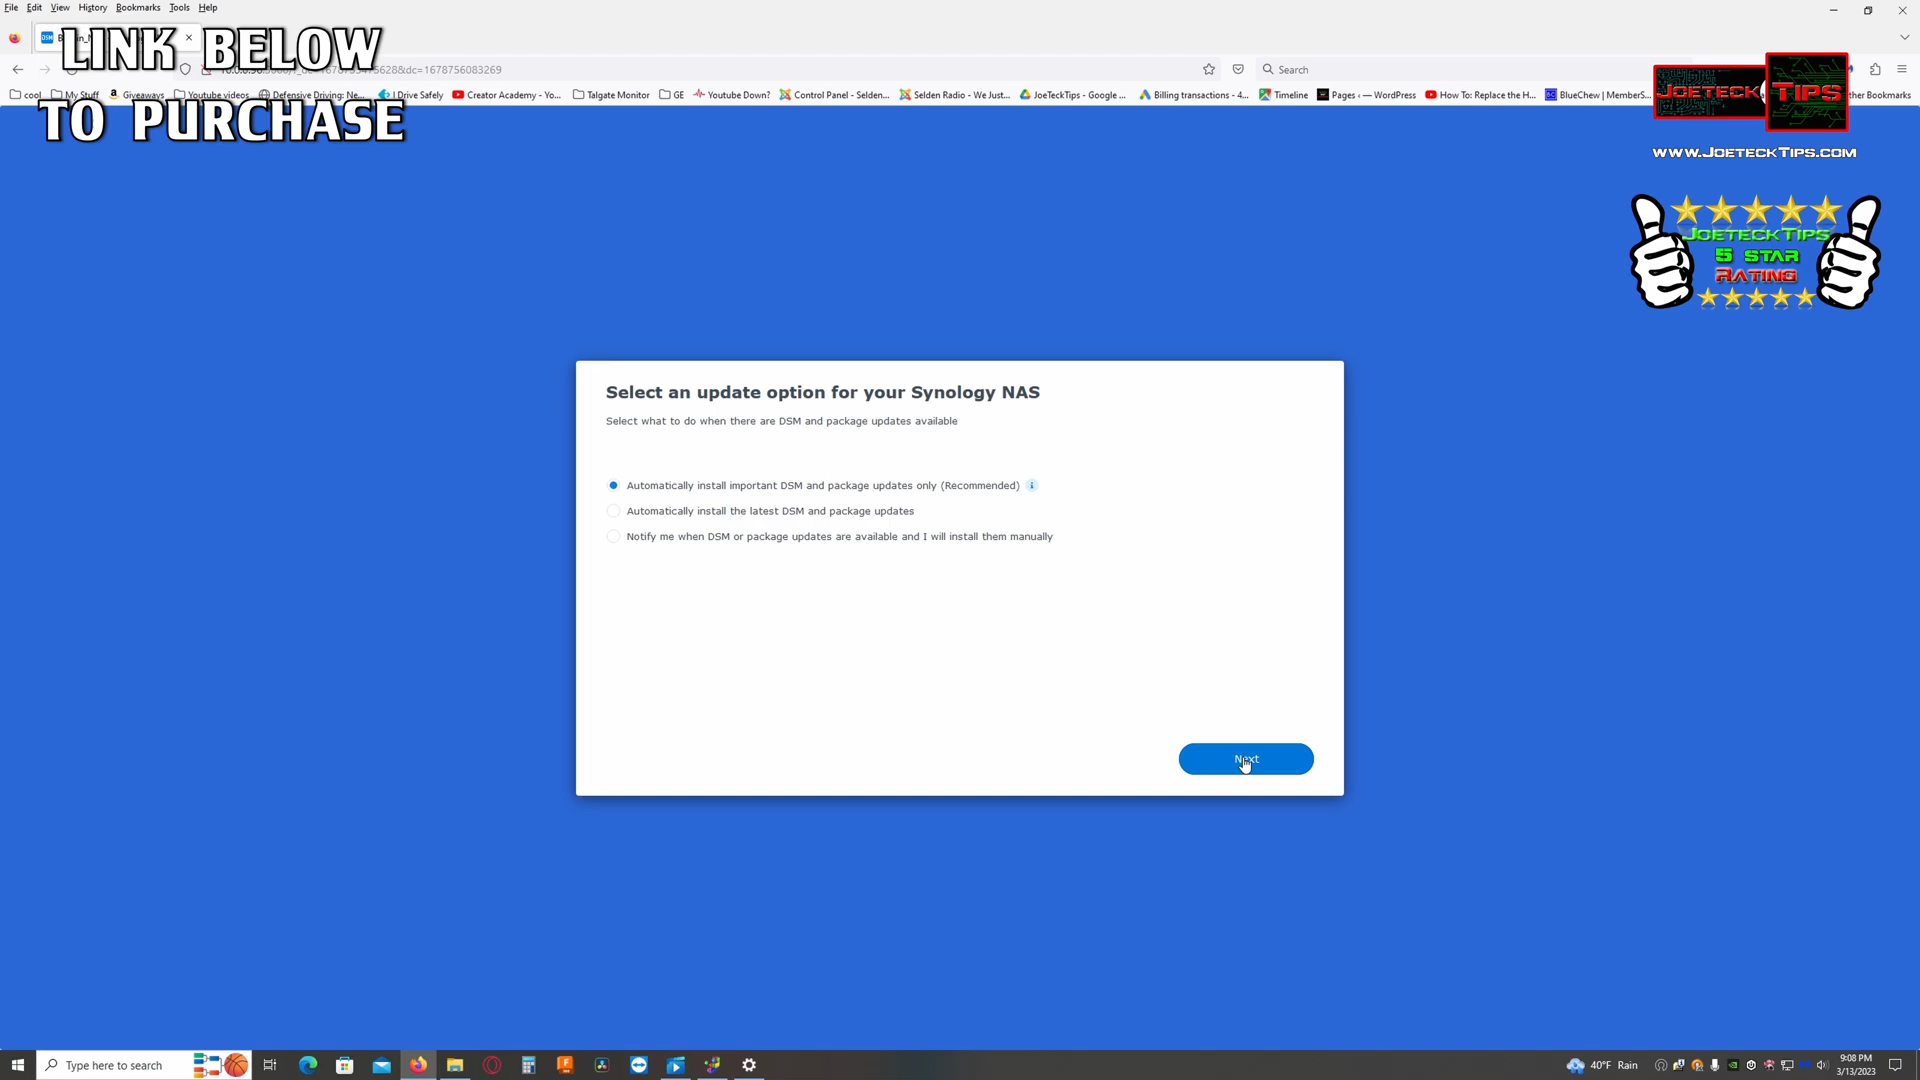 File Edit View History Bookmarks Tools Help
LINK BELOW
TO PURCHASE
DSM
Search
cool My Stuff Giveaways Youtube videos Defensive Driving: Ne... I Drive Safely Creator Academy - Yo... Talgate Monitor GE Youtube Down? Control Panel - Selden... Selden Radio - We Just... JoeTeckTips - Google ... Billing transactions - 4... Timeline Pages ‹ — WordPress How To: Replace the H... BlueChew | MemberS... ther Bookmarks
JoeteckTips
www.JoeteckTips.com
JoeteckTips
5 star
Rating
Select an update option for your Synology NAS
Select what to do when there are DSM and package updates available
Automatically install important DSM and package updates only (Recommended)
Automatically install the latest DSM and package updates
Notify me when DSM or package updates are available and I will install them manually
Next
Type here to search
40°F Rain
9:08 PM
3/13/2023